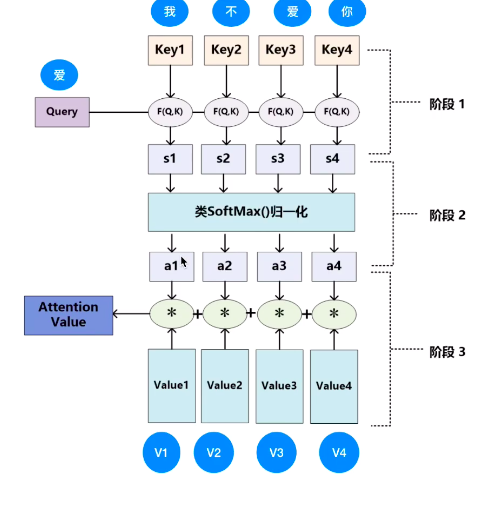 我 不 爱 你
Key1 Key2 Key3 Key4
爱
阶段 1
Query F(Q,K) F(Q,K) F(Q,K) F(Q,K)
s1 s2 s3 s4
类SoftMax()归一化
阶段 2
a1 a2 a3 a4
Attention
Value
* + * + * + *
阶段 3
Value1 Value2 Value3 Value4
V1 V2 V3 V4